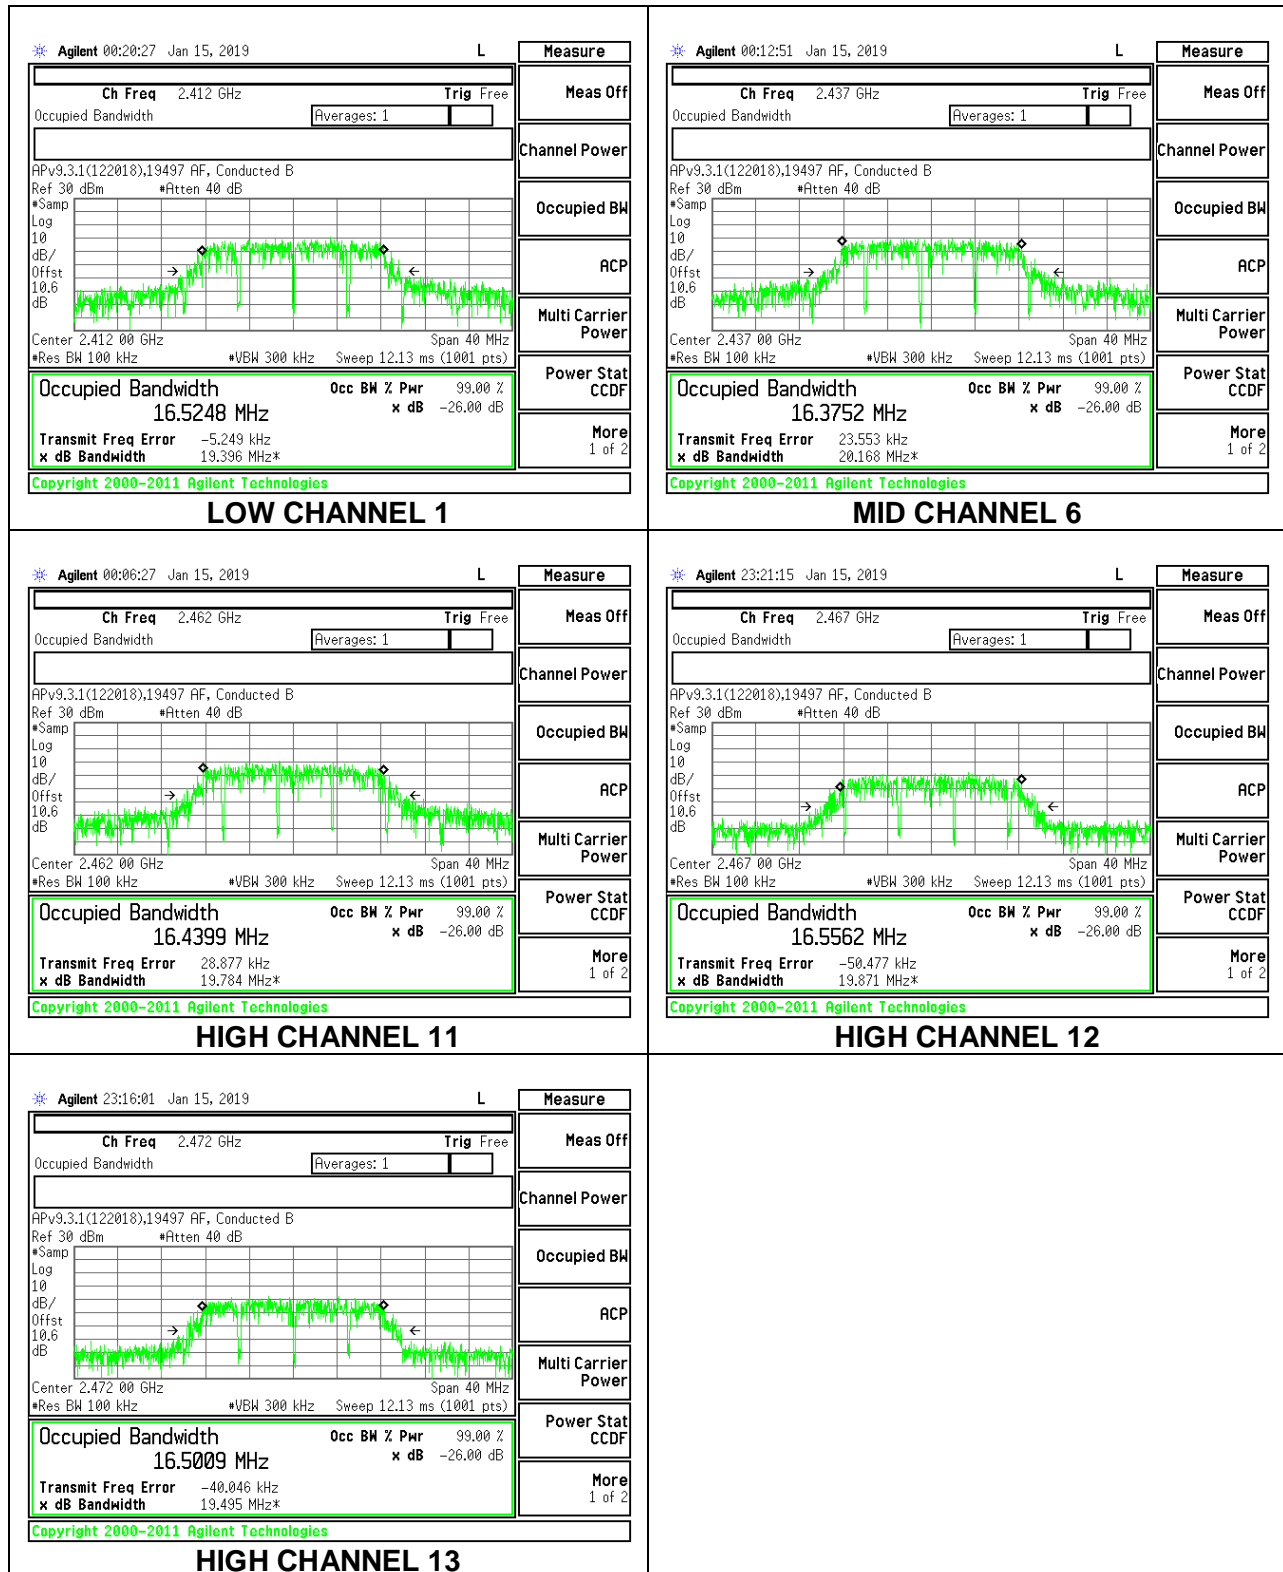 Agilent 00:20:27 Jan 15, 2019 L
Measure
Ch Freq 2.412 GHz Trig Free
Occupied Bandwidth Averages: 1
APv9.3.1(122018),19497 AF, Conducted B
Ref 30 dBm #Atten 40 dB
#Samp
Log
10
dB/
Offst
10.6
dB
Center 2.412 00 GHz Span 40 MHz
#Res BW 100 kHz #VBW 300 kHz Sweep 12.13 ms (1001 pts)
Occupied Bandwidth Occ BW % Pwr 99.00 %
16.5248 MHz x dB -26.00 dB
Transmit Freq Error -5.249 kHz
x dB Bandwidth 19.396 MHz*
Copyright 2000-2011 Agilent Technologies
Meas Off
Channel Power
Occupied BW
ACP
Multi Carrier
Power
Power Stat
CCDF
More
1 of 2
LOW CHANNEL 1
Agilent 00:12:51 Jan 15, 2019 L
Measure
Ch Freq 2.437 GHz Trig Free
Occupied Bandwidth Averages: 1
APv9.3.1(122018),19497 AF, Conducted B
Ref 30 dBm #Atten 40 dB
#Samp
Log
10
dB/
Offst
10.6
dB
Center 2.437 00 GHz Span 40 MHz
#Res BW 100 kHz #VBW 300 kHz Sweep 12.13 ms (1001 pts)
Occupied Bandwidth Occ BW % Pwr 99.00 %
16.3752 MHz x dB -26.00 dB
Transmit Freq Error 23.553 kHz
x dB Bandwidth 20.168 MHz*
Copyright 2000-2011 Agilent Technologies
Meas Off
Channel Power
Occupied BW
ACP
Multi Carrier
Power
Power Stat
CCDF
More
1 of 2
MID CHANNEL 6
Agilent 00:06:27 Jan 15, 2019 L
Measure
Ch Freq 2.462 GHz Trig Free
Occupied Bandwidth Averages: 1
APv9.3.1(122018),19497 AF, Conducted B
Ref 30 dBm #Atten 40 dB
#Samp
Log
10
dB/
Offst
10.6
dB
Center 2.462 00 GHz Span 40 MHz
#Res BW 100 kHz #VBW 300 kHz Sweep 12.13 ms (1001 pts)
Occupied Bandwidth Occ BW % Pwr 99.00 %
16.4399 MHz x dB -26.00 dB
Transmit Freq Error 28.877 kHz
x dB Bandwidth 19.784 MHz*
Copyright 2000-2011 Agilent Technologies
Meas Off
Channel Power
Occupied BW
ACP
Multi Carrier
Power
Power Stat
CCDF
More
1 of 2
HIGH CHANNEL 11
Agilent 23:21:15 Jan 15, 2019 L
Measure
Ch Freq 2.467 GHz Trig Free
Occupied Bandwidth Averages: 1
APv9.3.1(122018),19497 AF, Conducted B
Ref 30 dBm #Atten 40 dB
#Samp
Log
10
dB/
Offst
10.6
dB
Center 2.467 00 GHz Span 40 MHz
#Res BW 100 kHz #VBW 300 kHz Sweep 12.13 ms (1001 pts)
Occupied Bandwidth Occ BW % Pwr 99.00 %
16.5562 MHz x dB -26.00 dB
Transmit Freq Error -50.477 kHz
x dB Bandwidth 19.871 MHz*
Copyright 2000-2011 Agilent Technologies
Meas Off
Channel Power
Occupied BW
ACP
Multi Carrier
Power
Power Stat
CCDF
More
1 of 2
HIGH CHANNEL 12
Agilent 23:16:01 Jan 15, 2019 L
Measure
Ch Freq 2.472 GHz Trig Free
Occupied Bandwidth Averages: 1
APv9.3.1(122018),19497 AF, Conducted B
Ref 30 dBm #Atten 40 dB
#Samp
Log
10
dB/
Offst
10.6
dB
Center 2.472 00 GHz Span 40 MHz
#Res BW 100 kHz #VBW 300 kHz Sweep 12.13 ms (1001 pts)
Occupied Bandwidth Occ BW % Pwr 99.00 %
16.5009 MHz x dB -26.00 dB
Transmit Freq Error -40.046 kHz
x dB Bandwidth 19.495 MHz*
Copyright 2000-2011 Agilent Technologies
Meas Off
Channel Power
Occupied BW
ACP
Multi Carrier
Power
Power Stat
CCDF
More
1 of 2
HIGH CHANNEL 13